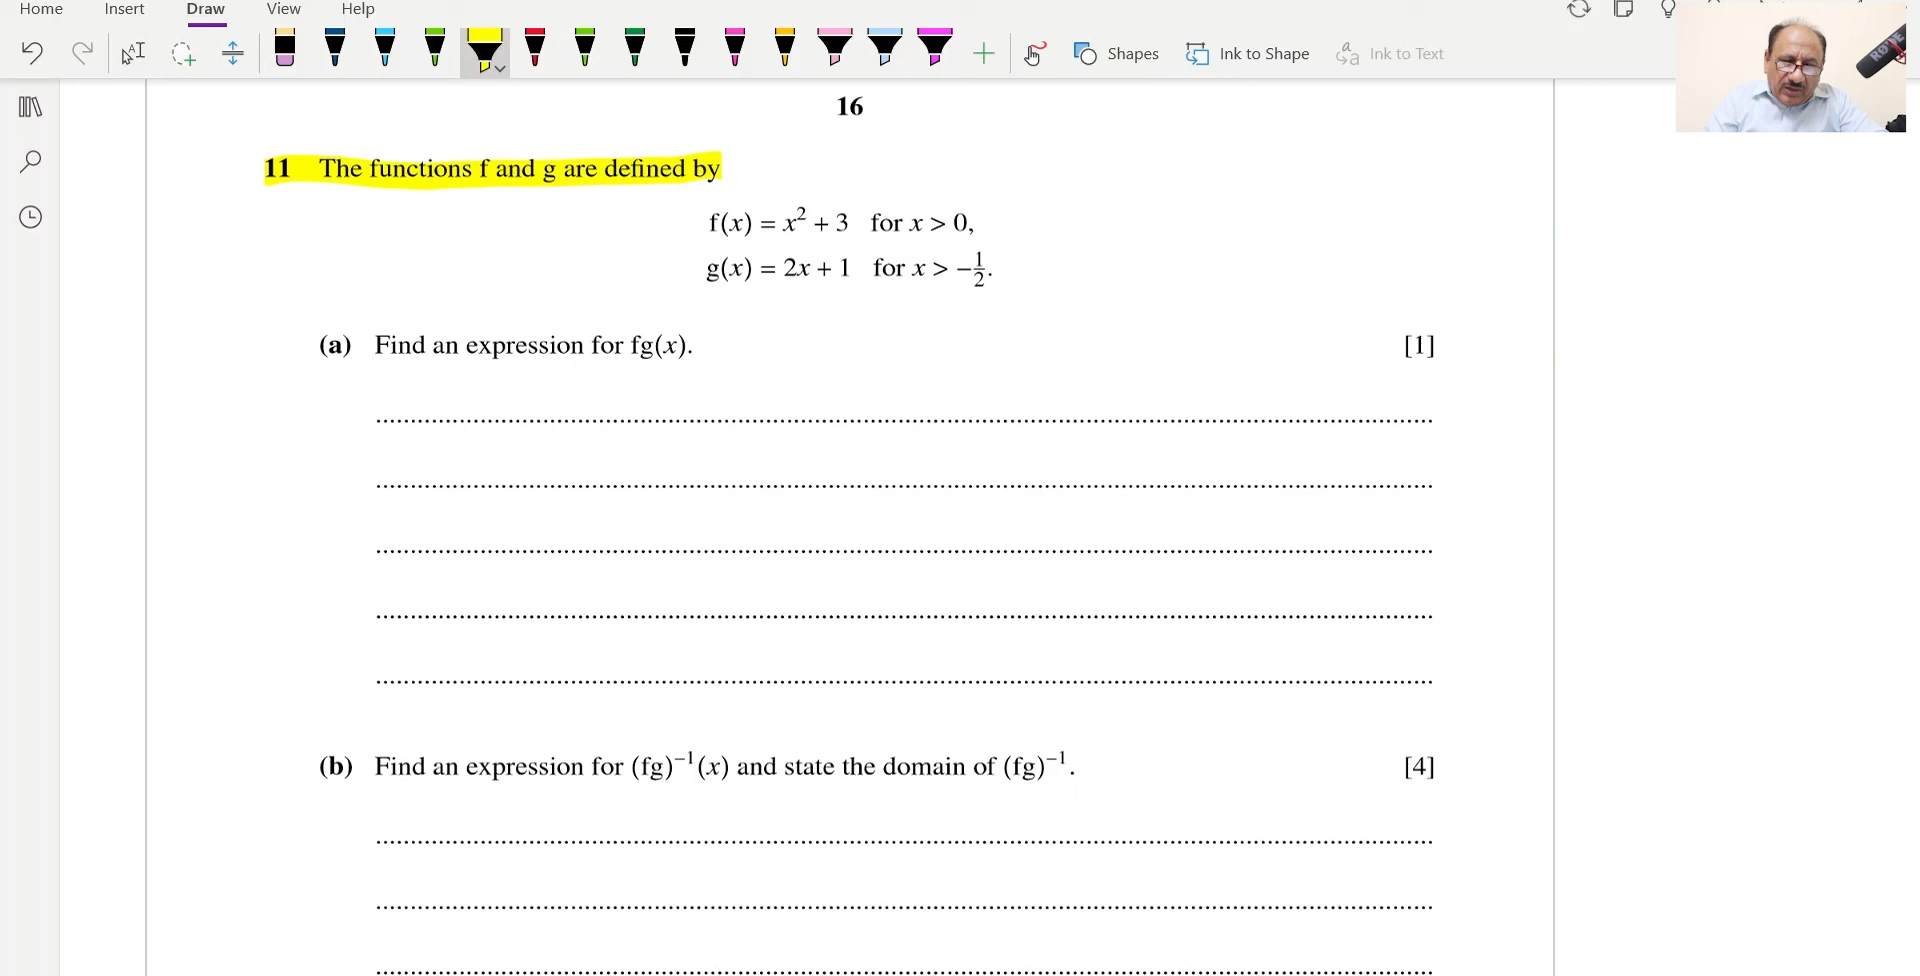 Home Insert Draw View Help
Shapes Ink to Shape Ink to Text
RØDE
16
11 The functions f and g are defined by
f(x) = x² + 3 for x > 0,
g(x) = 2x + 1 for x > −1/2.
(a) Find an expression for fg(x). [1]
(b) Find an expression for (fg)⁻¹(x) and state the domain of (fg)⁻¹. [4]